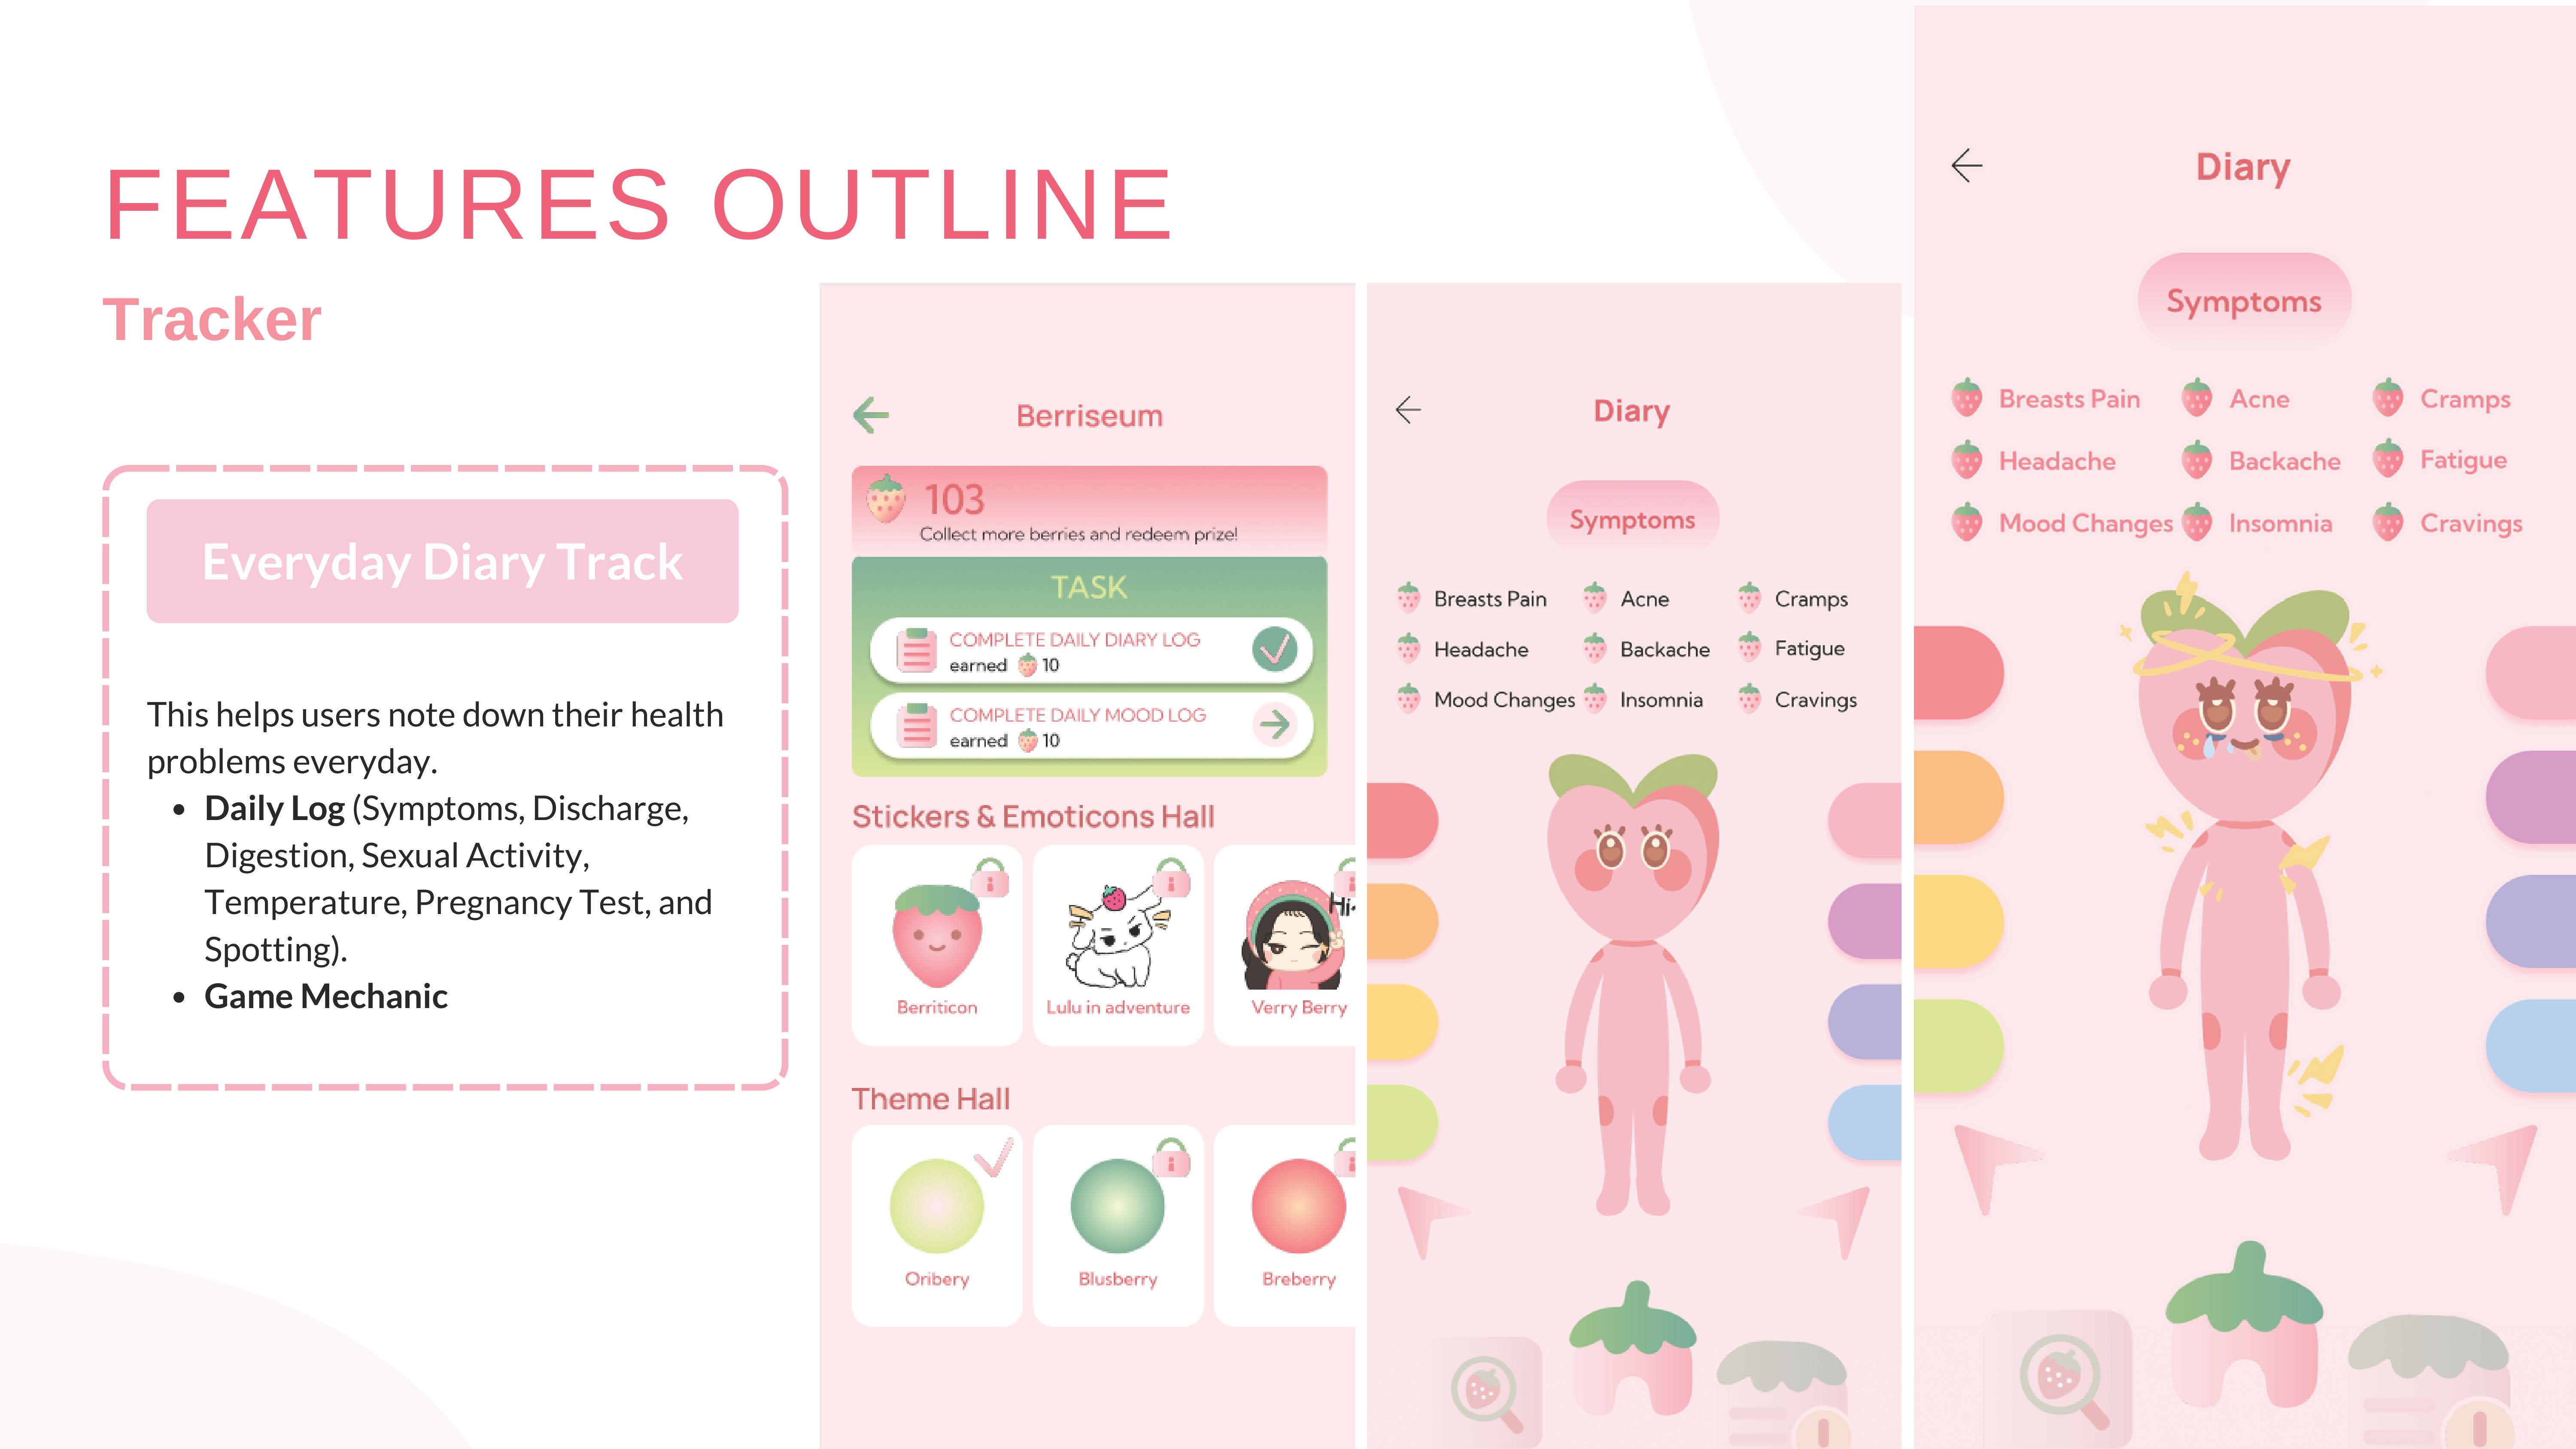 FEATURES OUTLINE
Tracker
Everyday Diary Track
This helps users note down their health
problems everyday.
• Daily Log (Symptoms, Discharge,
Digestion, Sexual Activity,
Temperature, Pregnancy Test, and
Spotting).
• Game Mechanic
Berriseum
103
Collect more berries and redeem prize!
TASK
COMPLETE DAILY DIARY LOG
earned 10
COMPLETE DAILY MOOD LOG
earned 10
Stickers & Emoticons Hall
Hi
Berriticon Lulu in adventure Verry Berry
Theme Hall
Oribery Blusberry Breberry
Diary
Symptoms
Breasts Pain Acne Cramps
Headache Backache Fatigue
Mood Changes Insomnia Cravings
Diary
Symptoms
Breasts Pain Acne Cramps
Headache Backache Fatigue
Mood Changes Insomnia Cravings